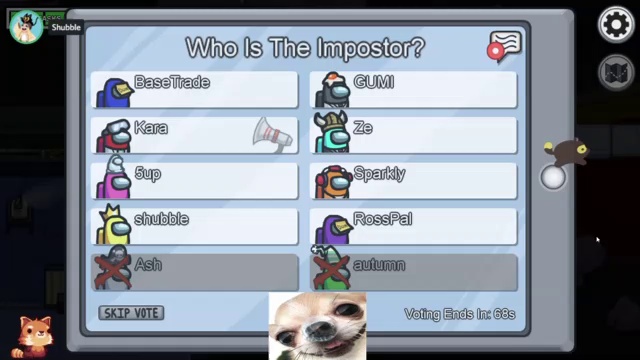 Shubble
Who Is The Impostor?
BaseTrade
GUMI
Kara
Ze
5up
Sparkly
shubble
RossPal
Ash
autumn
SKIP VOTE
Voting Ends In: 68s